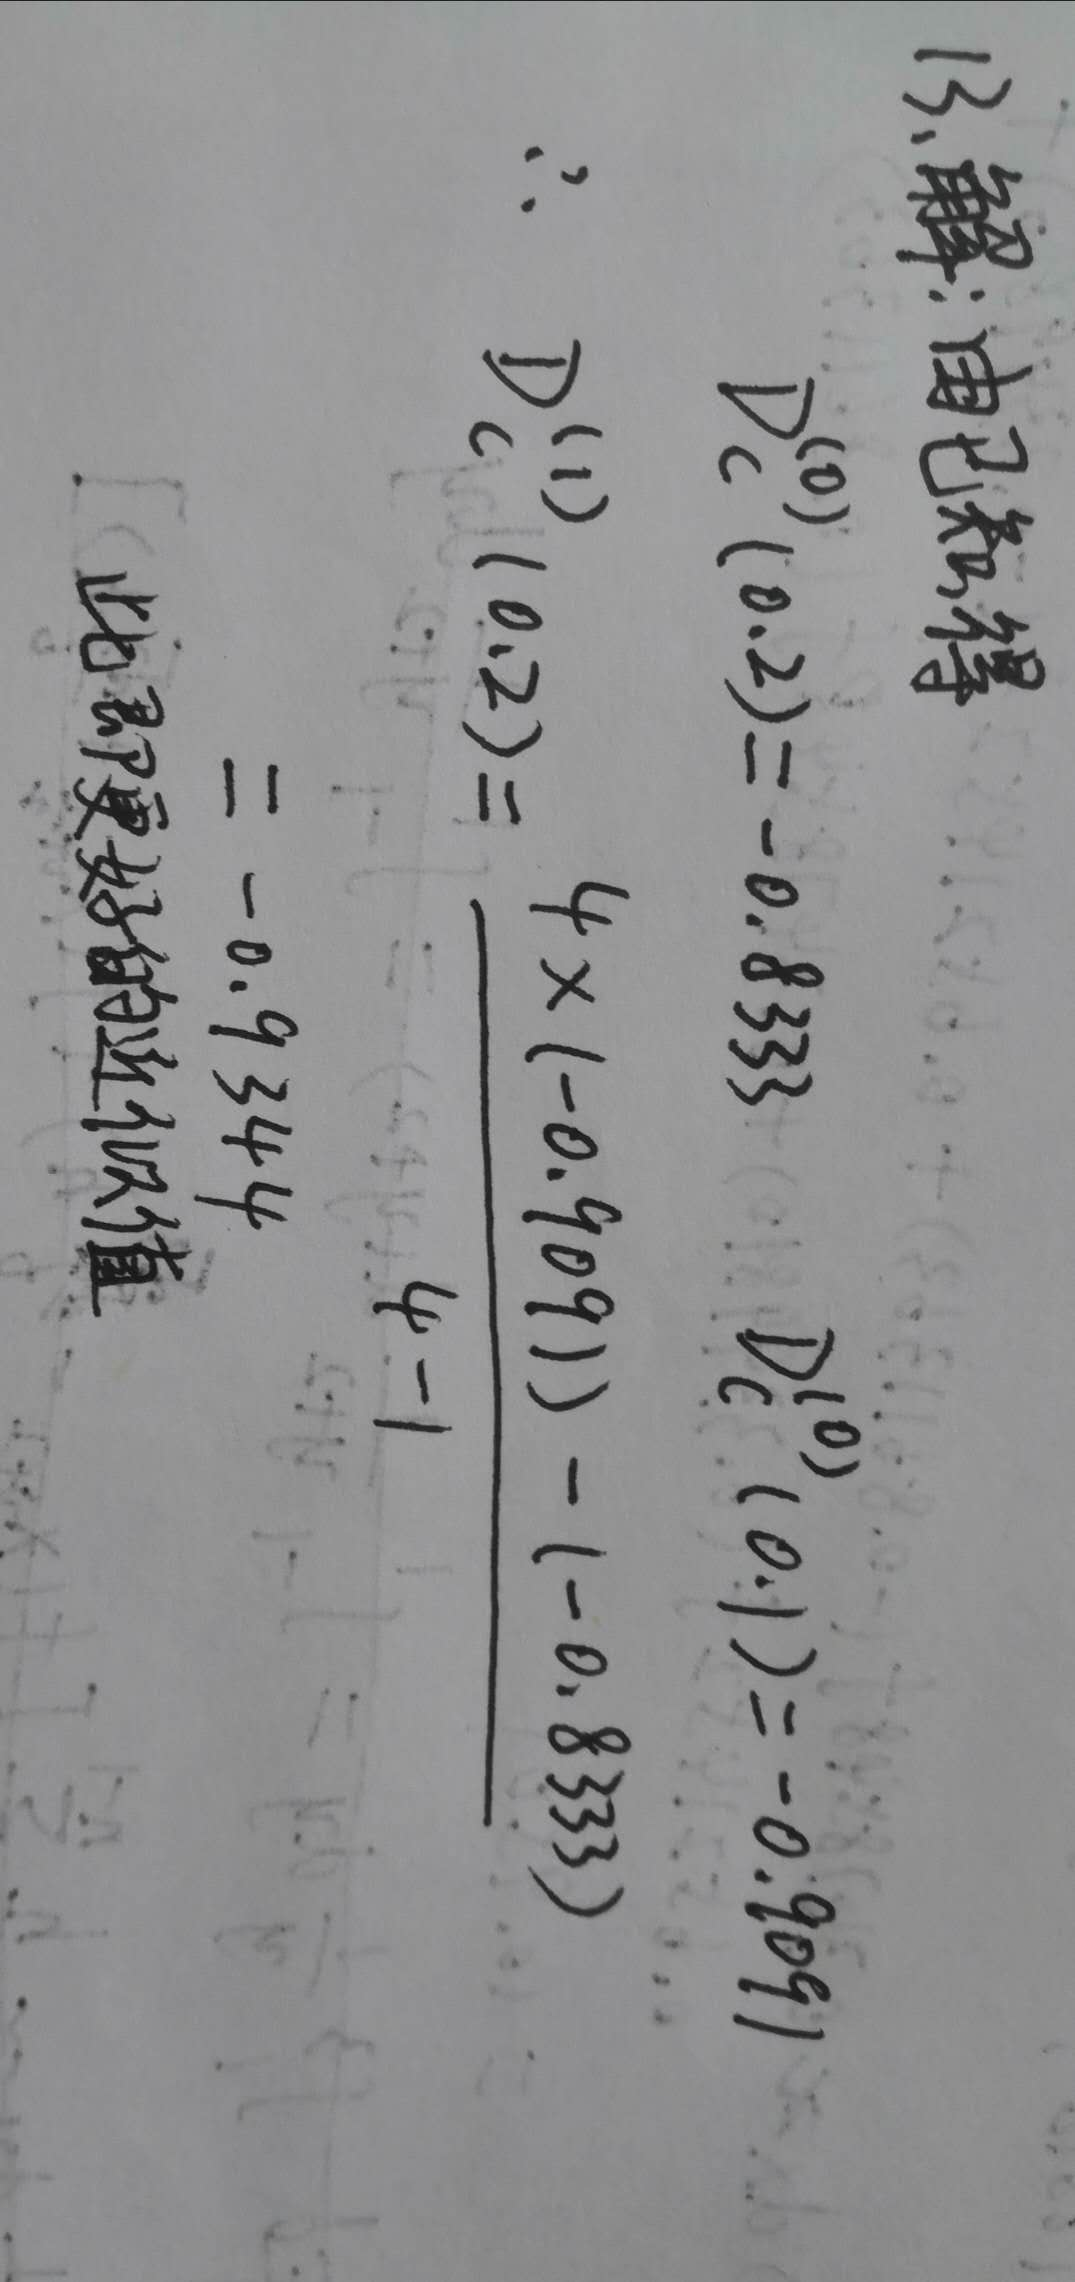 13、解:由已知得
D_c^(0)(0.2)=-0.8333 D_c^(0)(0.1)=-0.9091
∴ D_c^(1)(0.2)= 4×(-0.9091)-(-0.8333)
4-1
=-0.9344
此即更好的近似值